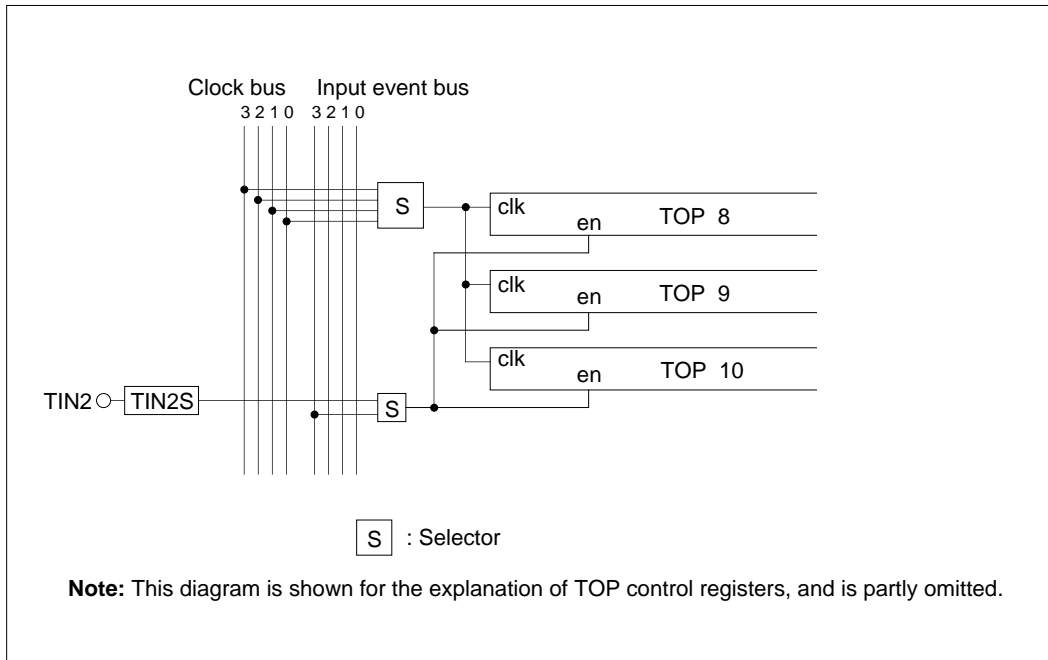 Clock bus Input event bus
3 2 1 0 3 2 1 0
S
clk
en
TOP 8
clk
en
TOP 9
clk
en
TOP 10
TIN2
TIN2S
S
S : Selector
Note: This diagram is shown for the explanation of TOP control registers, and is partly omitted.